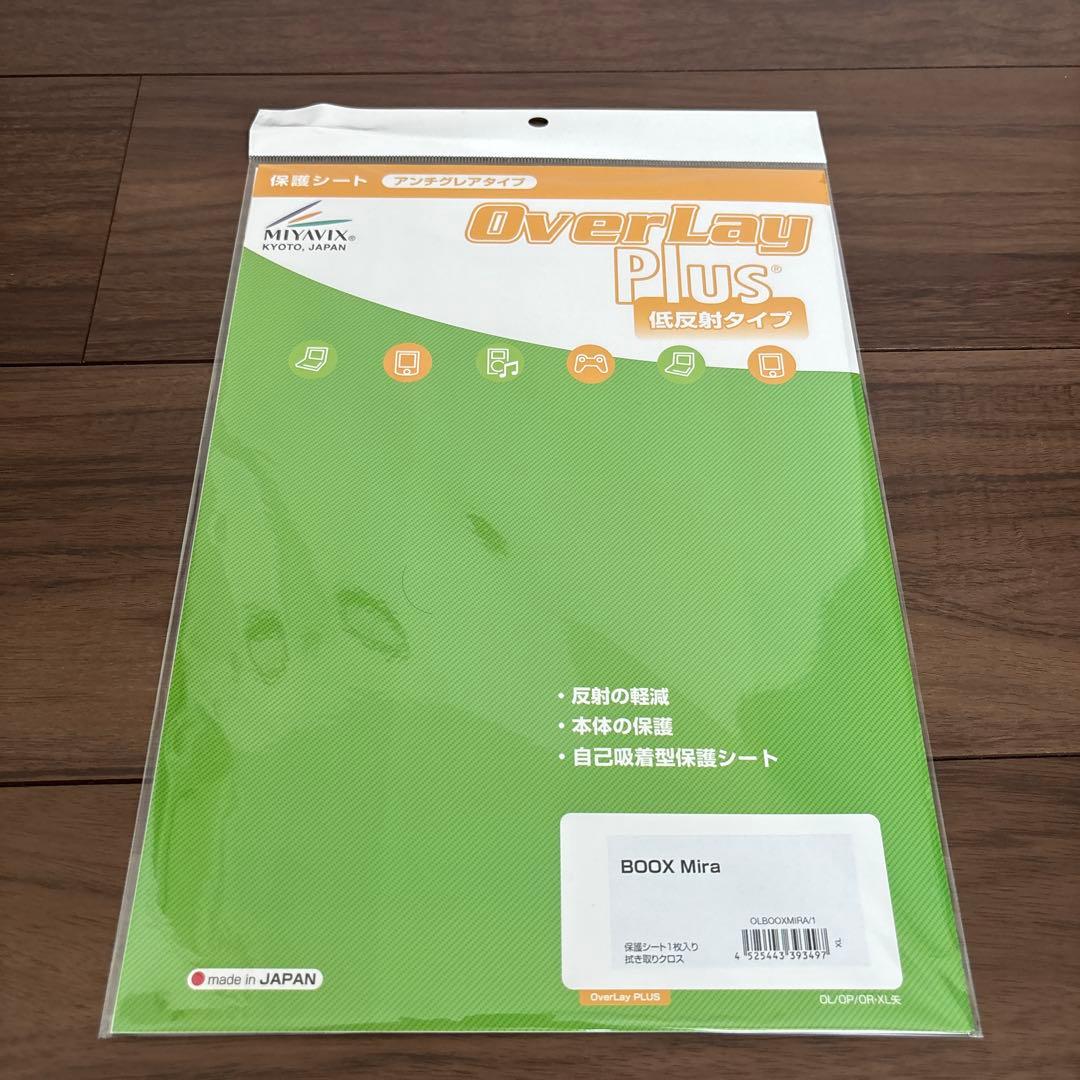 保護シート アンチグレアタイプ
MIYAVIX®
KYOTO, JAPAN
OverLay
Plus®
低反射タイプ
・反射の軽減
・本体の保護
・自己吸着型保護シート
BOOX Mira
OLBOOXMIRA/1
保護シート1枚入り
拭き取りクロス
4 525443 393497
XL
made in JAPAN
OverLay PLUS
OL/OP/OR・XL矢